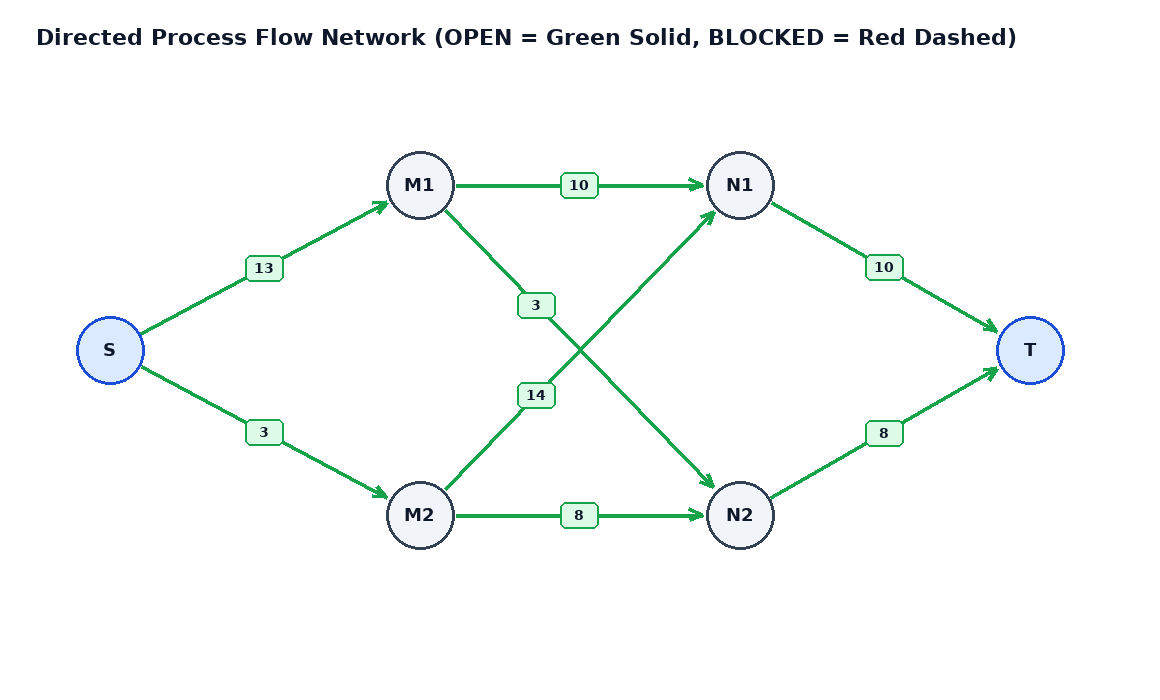 Directed Process Flow Network (OPEN = Green Solid, BLOCKED = Red Dashed)
M1
10
N1
13
10
3
S
T
14
3
8
M2
8
N2